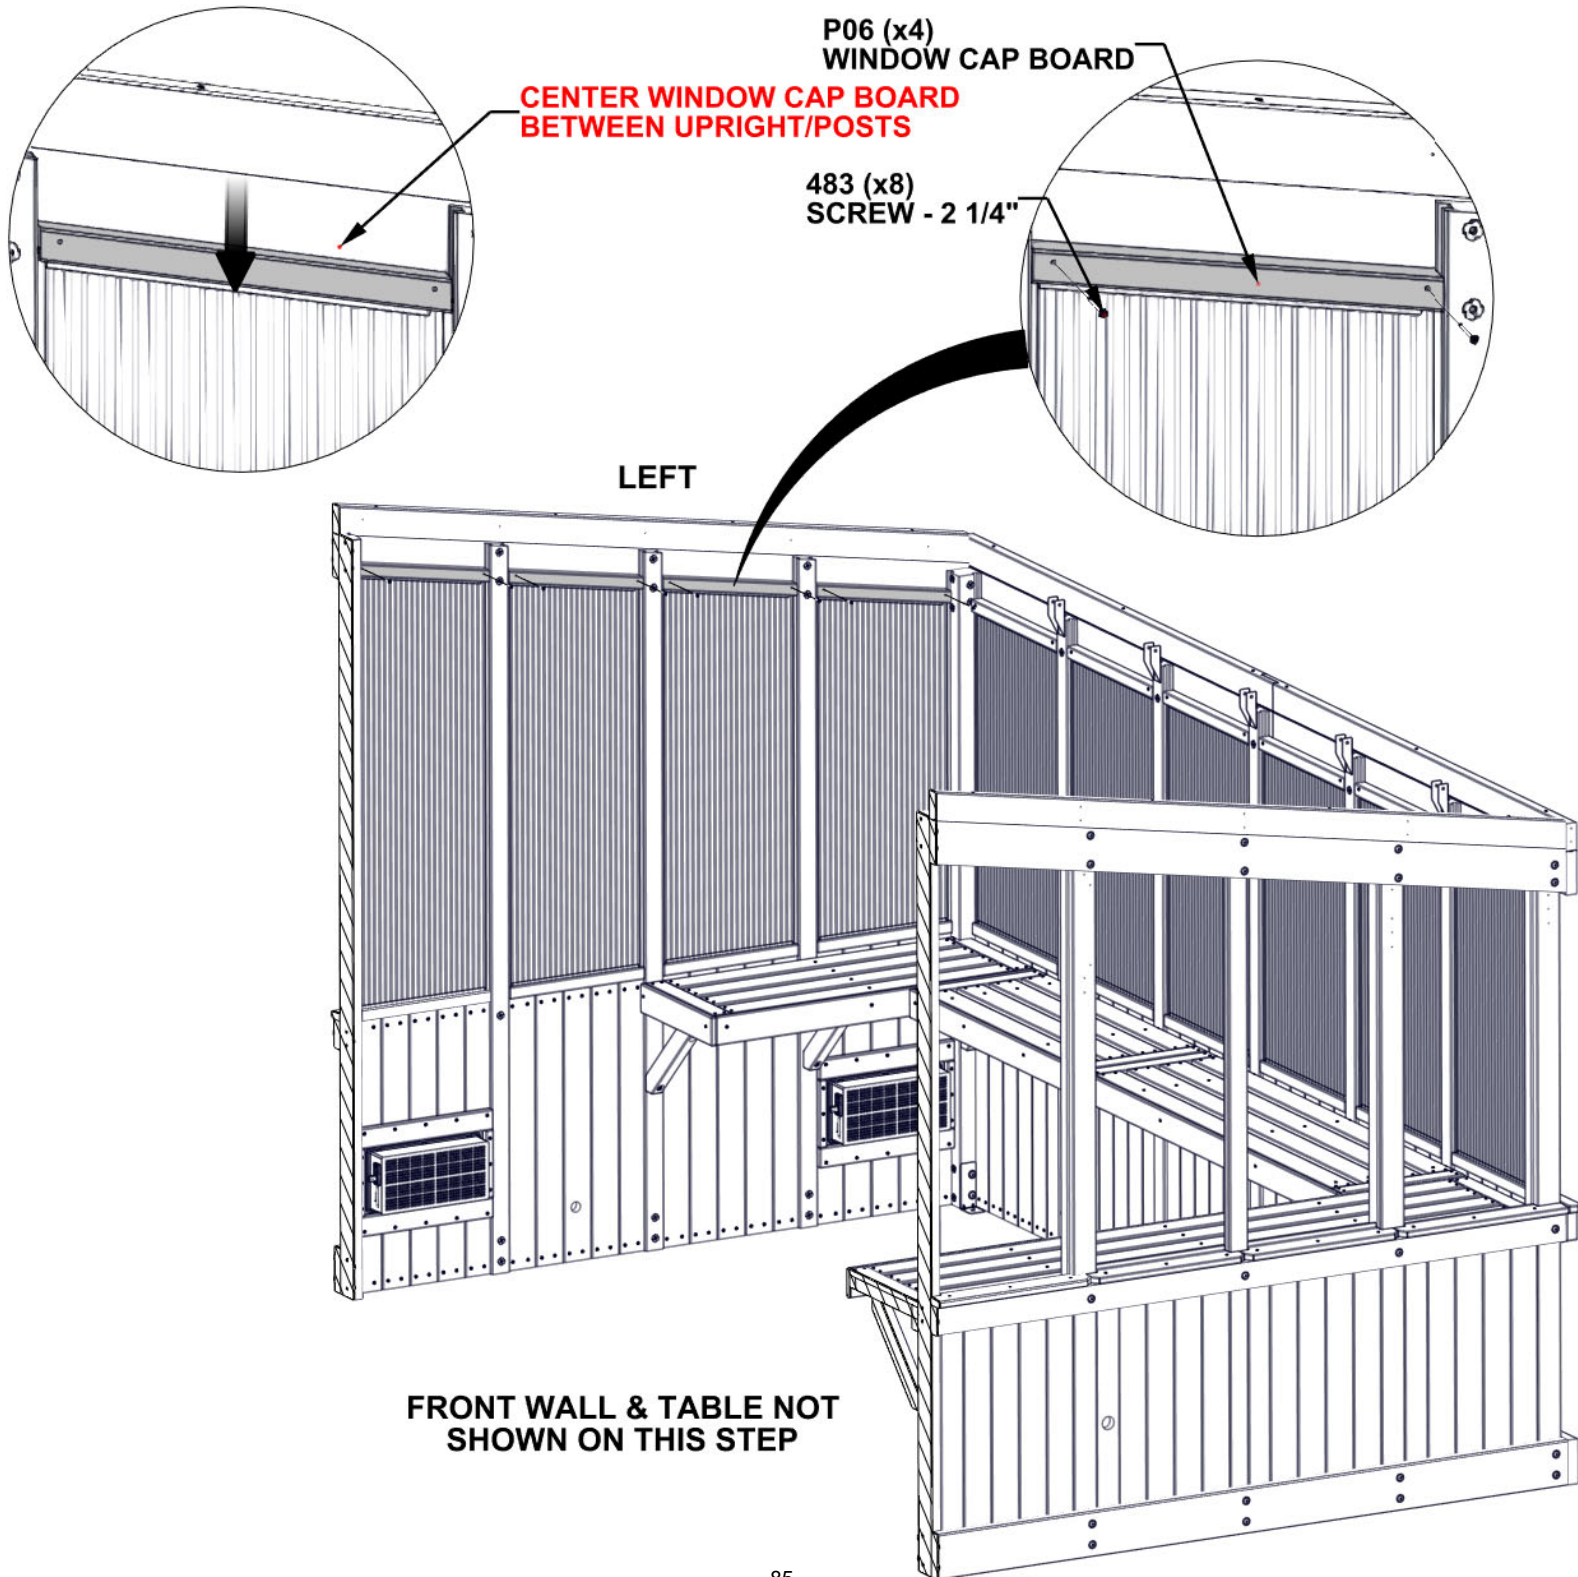 P06 (x4)
WINDOW CAP BOARD
CENTER WINDOW CAP BOARD
BETWEEN UPRIGHT/POSTS
483 (x8)
SCREW - 2 1/4"
LEFT
FRONT WALL & TABLE NOT
SHOWN ON THIS STEP
85